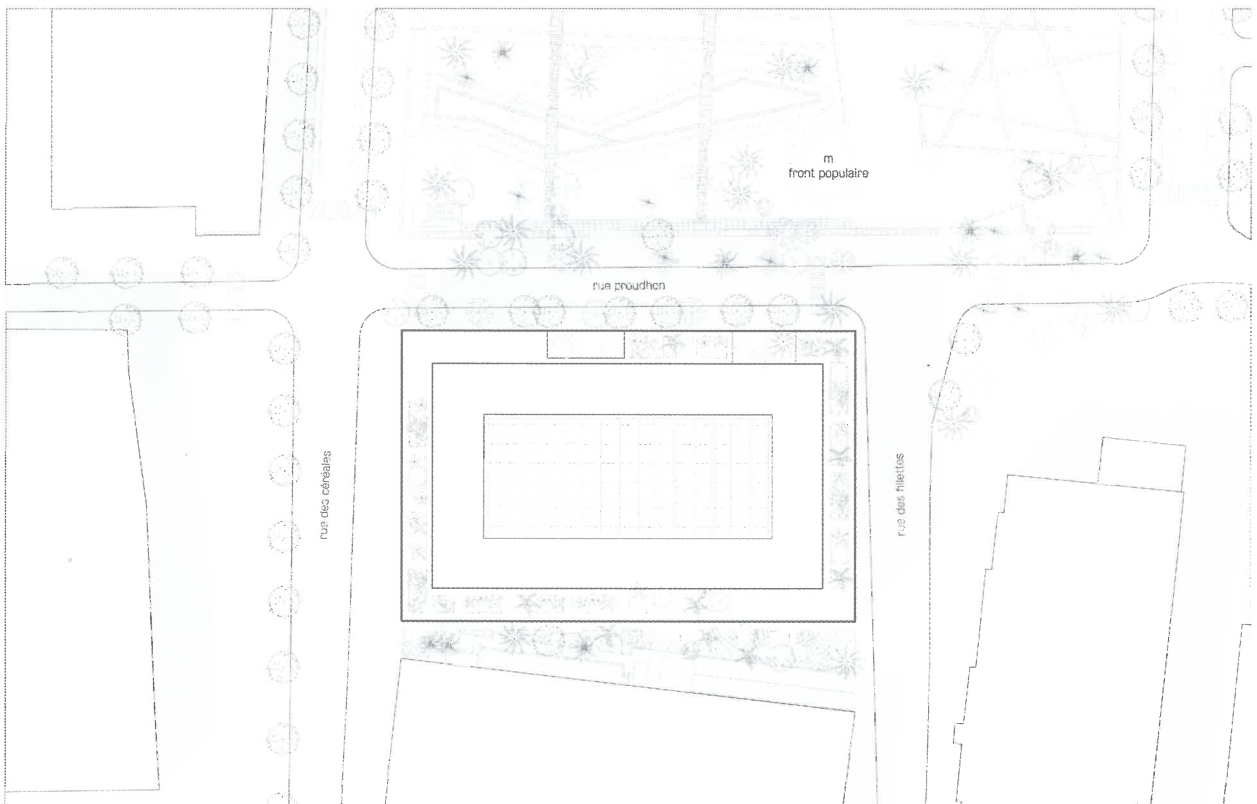 m
front populaire
rue proudhon
rue des céréales
rue des fillettes